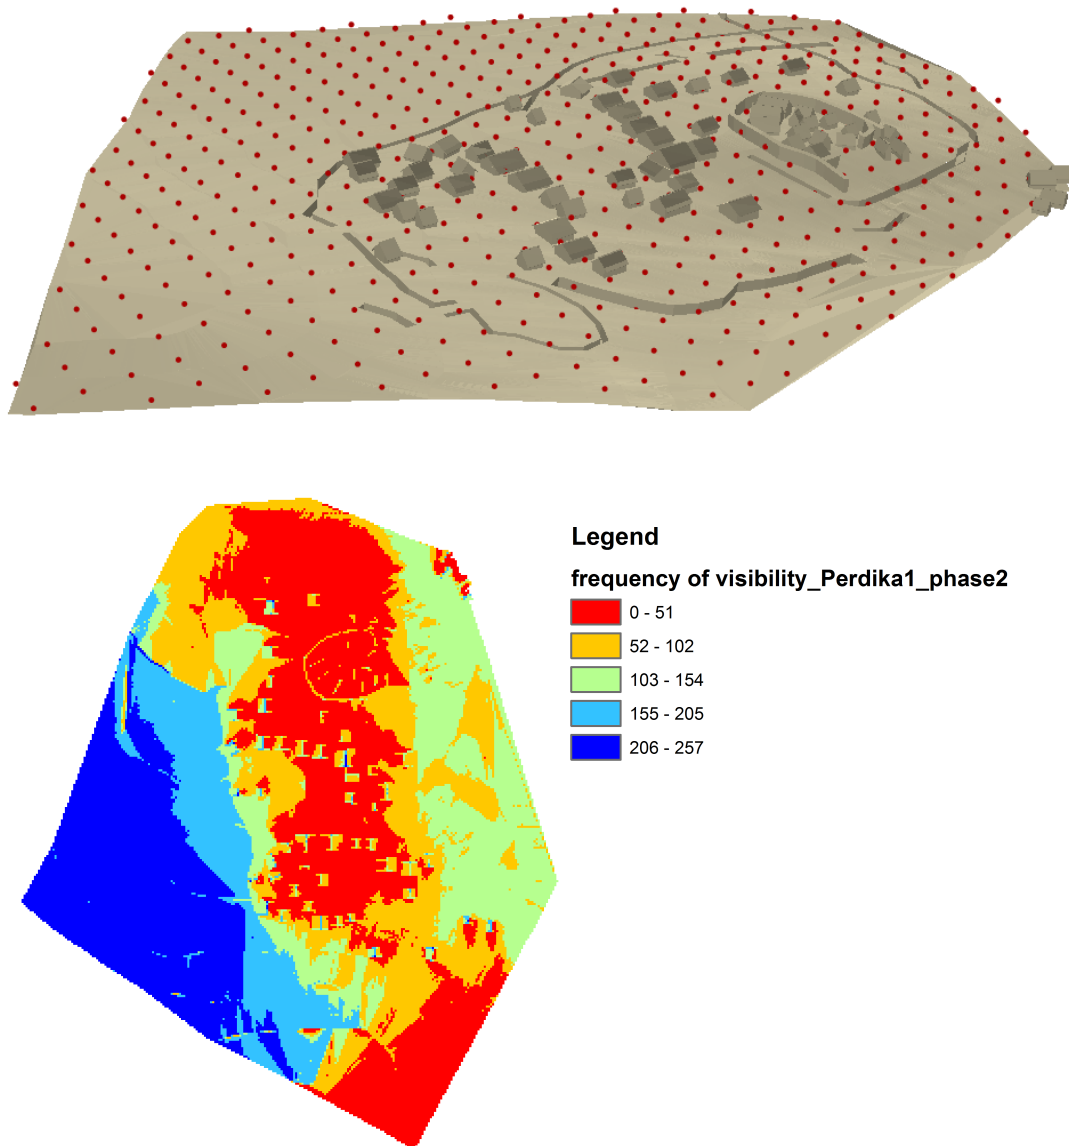 Legend
frequency of visibility_Perdika1_phase2
0 - 51
52 - 102
103 - 154
155 - 205
206 - 257